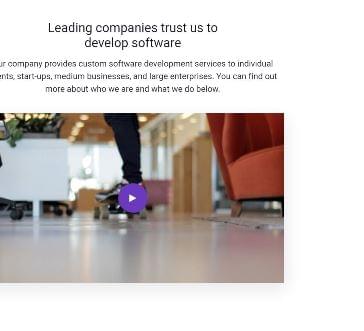 Leading companies trust us to
develop software
ur company provides custom software development services to individual
ents, start-ups, medium businesses, and large enterprises. You can find out
more about who we are and what we do below.